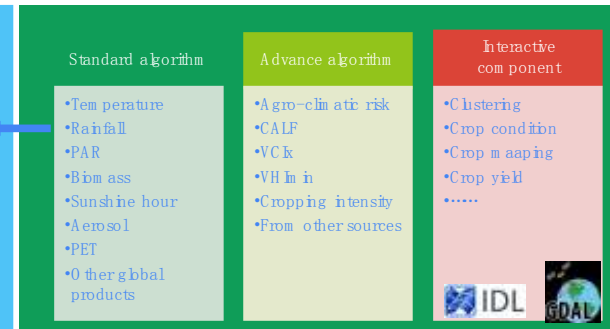 Standard algorithm
•Temperature
•Rainfall
•PAR
•Biomass
•Sunshine hour
•Aerosol
•PET
•Other global
products
Advance algorithm
•Agro-climatic risk
•CALF
•VCIx
•VHImin
•Cropping intensity
•From other sources
Interactive
component
•Clustering
•Crop condition
•Crop maaping
•Crop yield
•……
IDL
GDAL